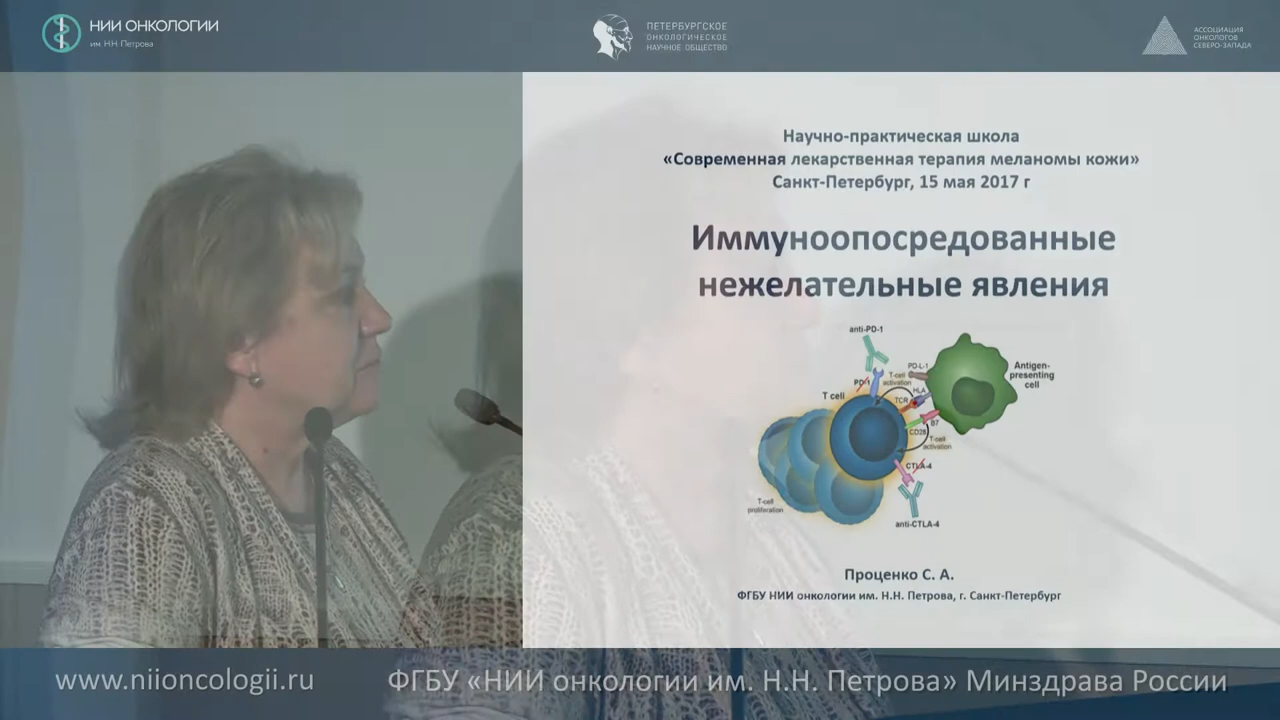 НИИ ОНКОЛОГИИ
им. Н.Н. Петрова
ПЕТЕРБУРГСКОЕ
ОНКОЛОГИЧЕСКОЕ
НАУЧНОЕ ОБЩЕСТВО
АССОЦИАЦИЯ
ОНКОЛОГОВ
СЕВЕРО-ЗАПАДА
Научно-практическая школа
«Современная лекарственная терапия меланомы кожи»
Санкт-Петербург, 15 мая 2017 г
Иммуноопосредованные
нежелательные явления
anti-PD-1
PD-L-1
T-cell
activation
PD-1
HLA
TCR
T cell
Antigen-
presenting
cell
B7
CD28
T-cell
activation
CTLA-4
T-cell
proliferation
anti-CTLA-4
Проценко С. А.
ФГБУ НИИ онкологии им. Н.Н. Петрова, г. Санкт-Петербург
www.niioncologii.ru
ФГБУ «НИИ онкологии им. Н.Н. Петрова» Минздрава России